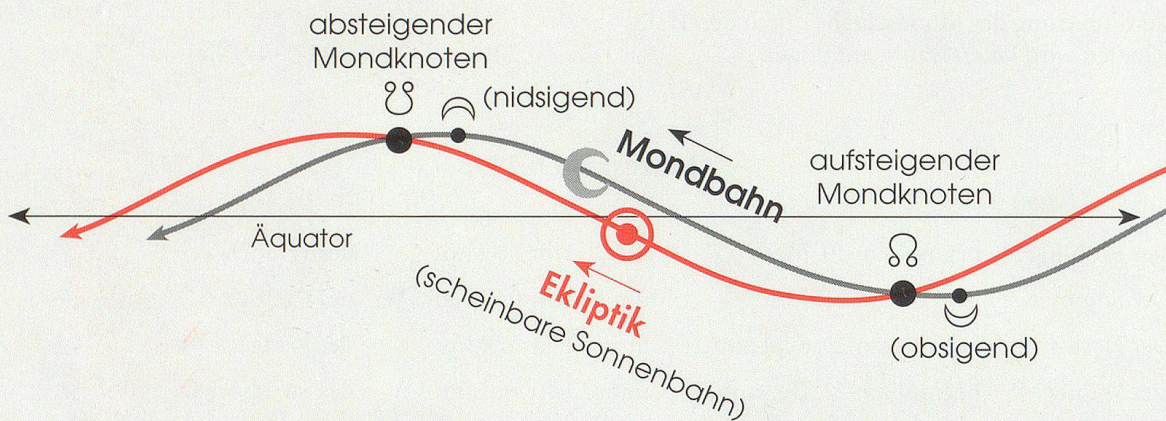 absteigender
Mondknoten
☋
(nidsigend)
Mondbahn
aufsteigender
Mondknoten
☊
Äquator
Ekliptik
(scheinbare Sonnenbahn)
(obsigend)